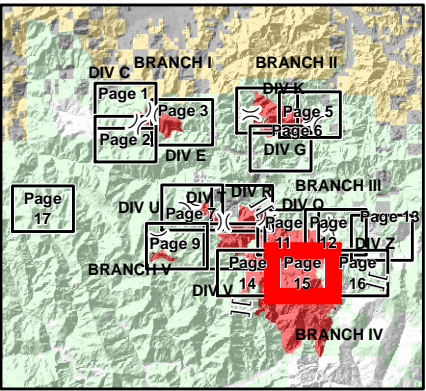 BRANCH I
BRANCH II
DIV C
DIV K
Page 1
Page 3
Page 5
Page 2
Page 6
DIV E
DIV G
BRANCH III
Page
17
DIV R
DIV U
DIV Q
Page 7
Page
11
Page
12
Page 13
Page 9
DIV Z
BRANCH V
Page
14
Page
15
Page
16
DIV V
BRANCH IV